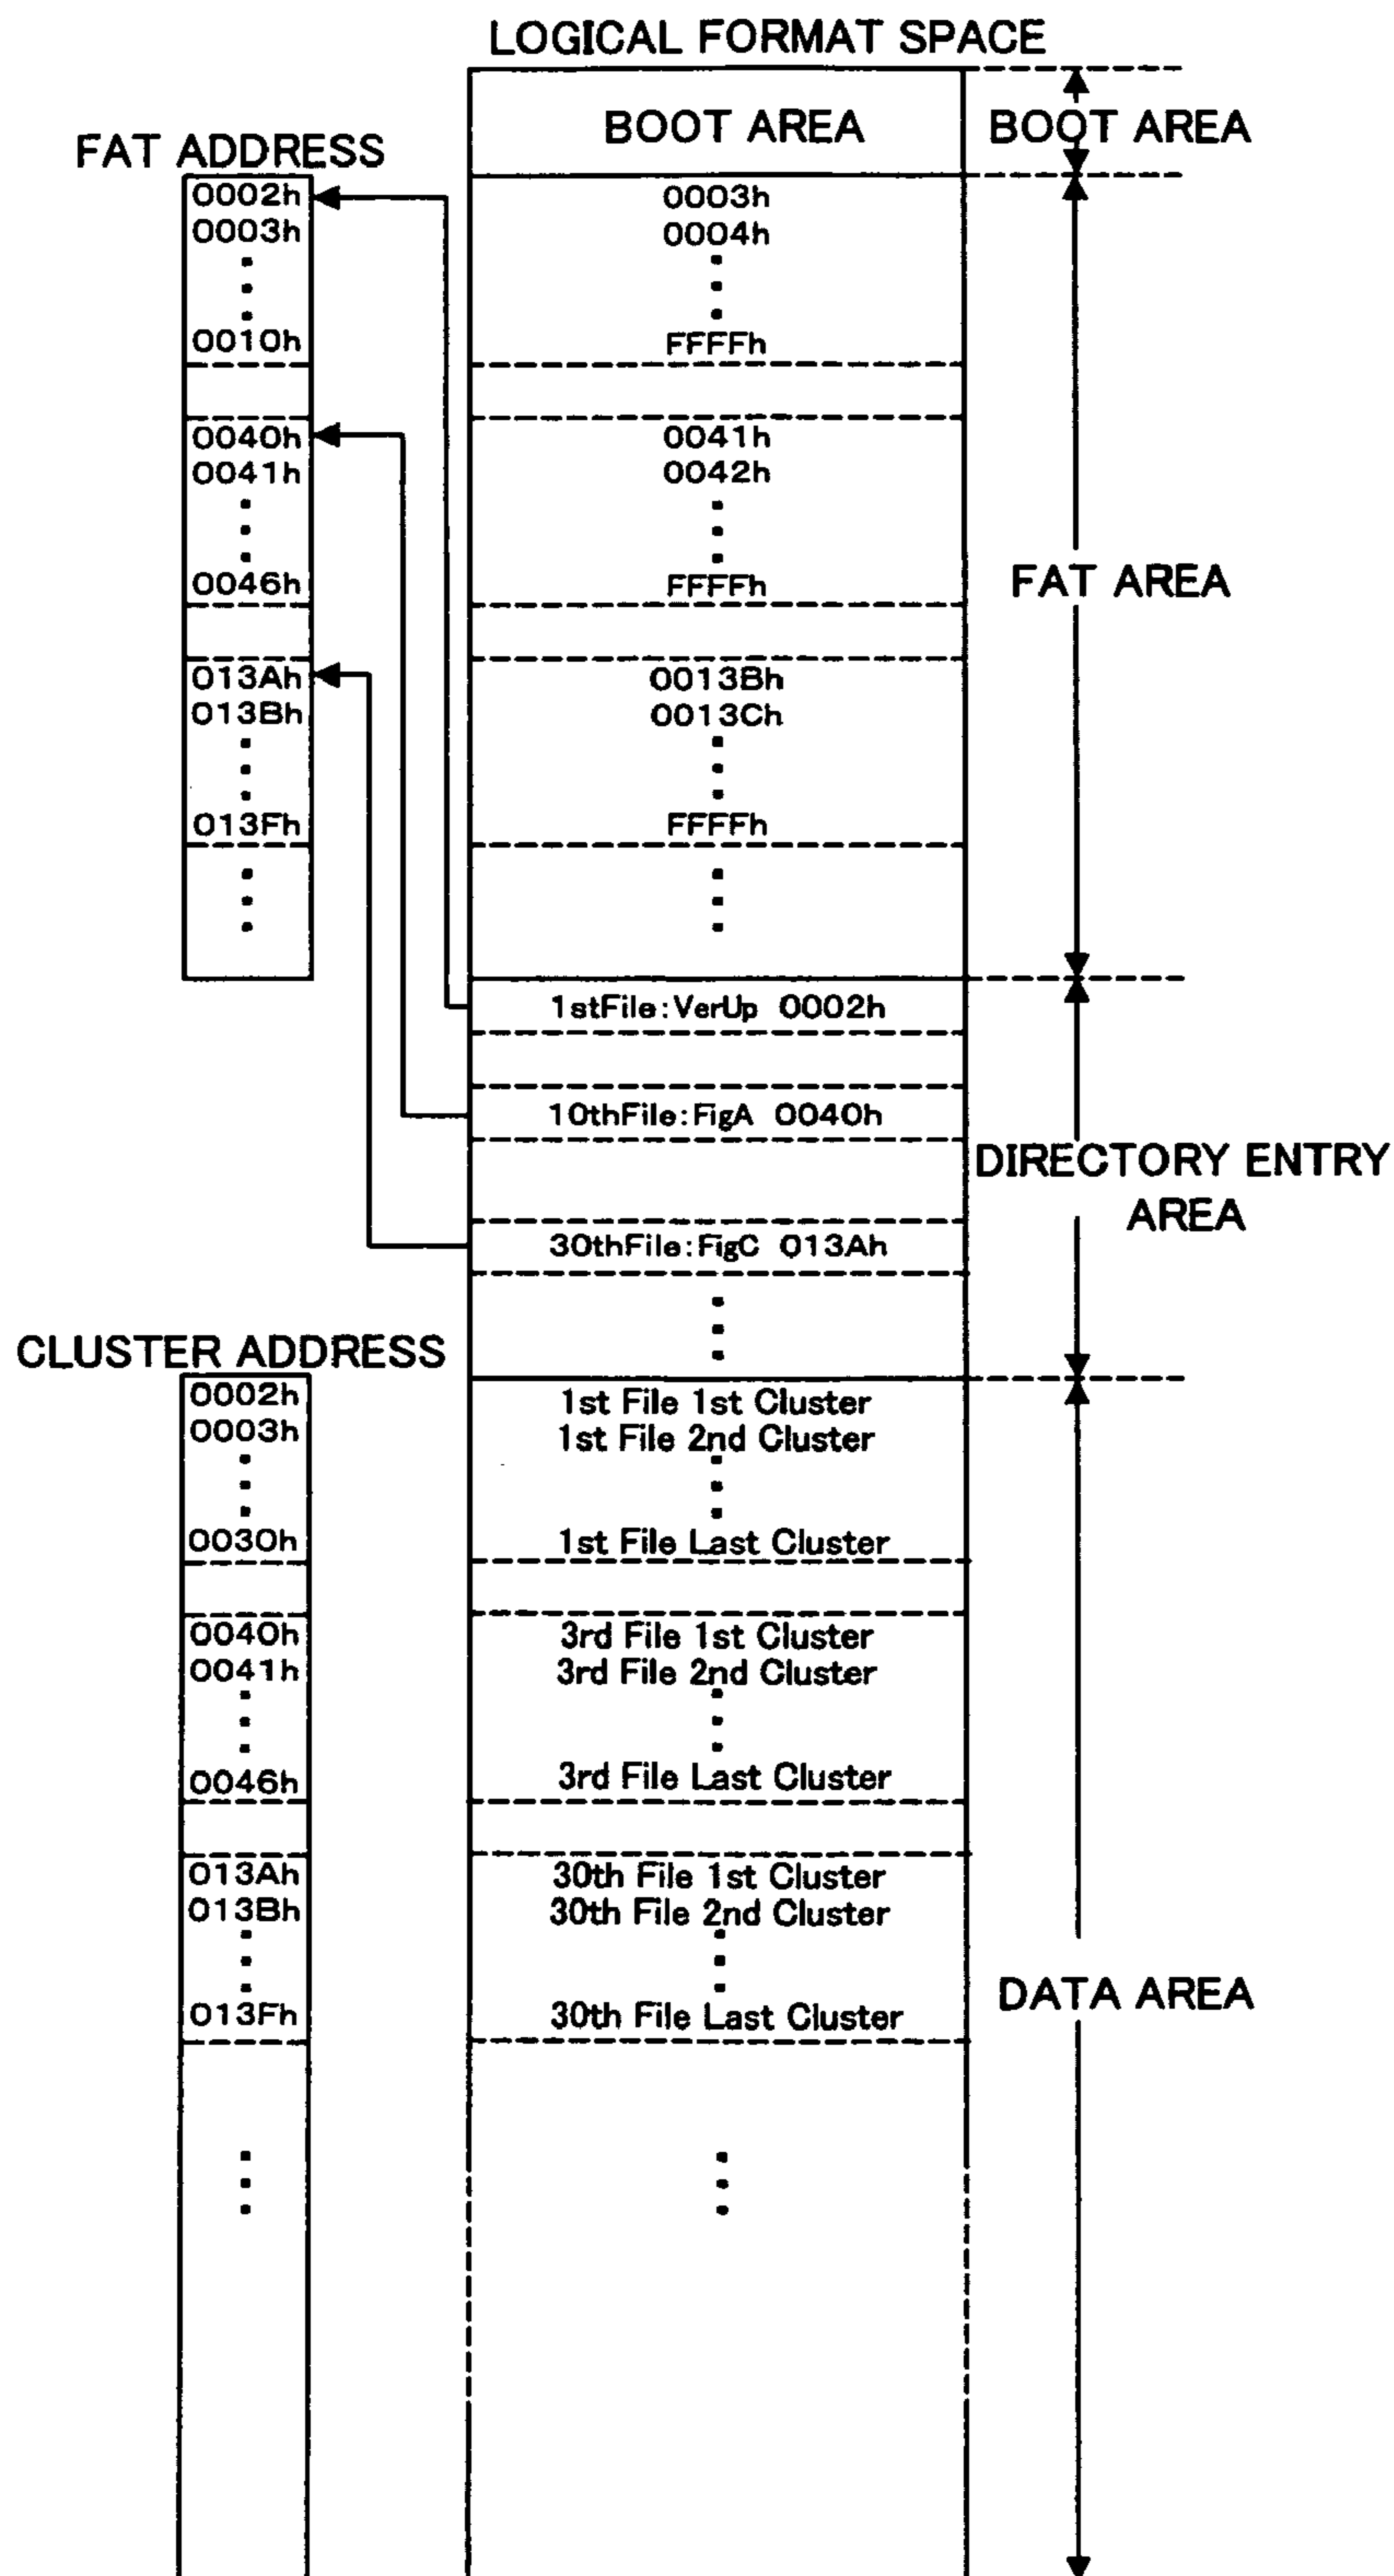 LOGICAL FORMAT SPACE
BOOT AREA
BOOT AREA
FAT ADDRESS
0002h
0003h
0010h
0040h
0041h
0046h
013Ah
013Bh
013Fh
0003h
0004h
FFFFh
0041h
0042h
FFFFh
0013Bh
0013Ch
FFFFh
FAT AREA
1stFile:VerUp 0002h
10thFile:FigA 0040h
30thFile:FigC 013Ah
DIRECTORY ENTRY
AREA
CLUSTER ADDRESS
0002h
0003h
0030h
0040h
0041h
0046h
013Ah
013Bh
013Fh
1st File 1st Cluster
1st File 2nd Cluster
1st File Last Cluster
3rd File 1st Cluster
3rd File 2nd Cluster
3rd File Last Cluster
30th File 1st Cluster
30th File 2nd Cluster
30th File Last Cluster
DATA AREA